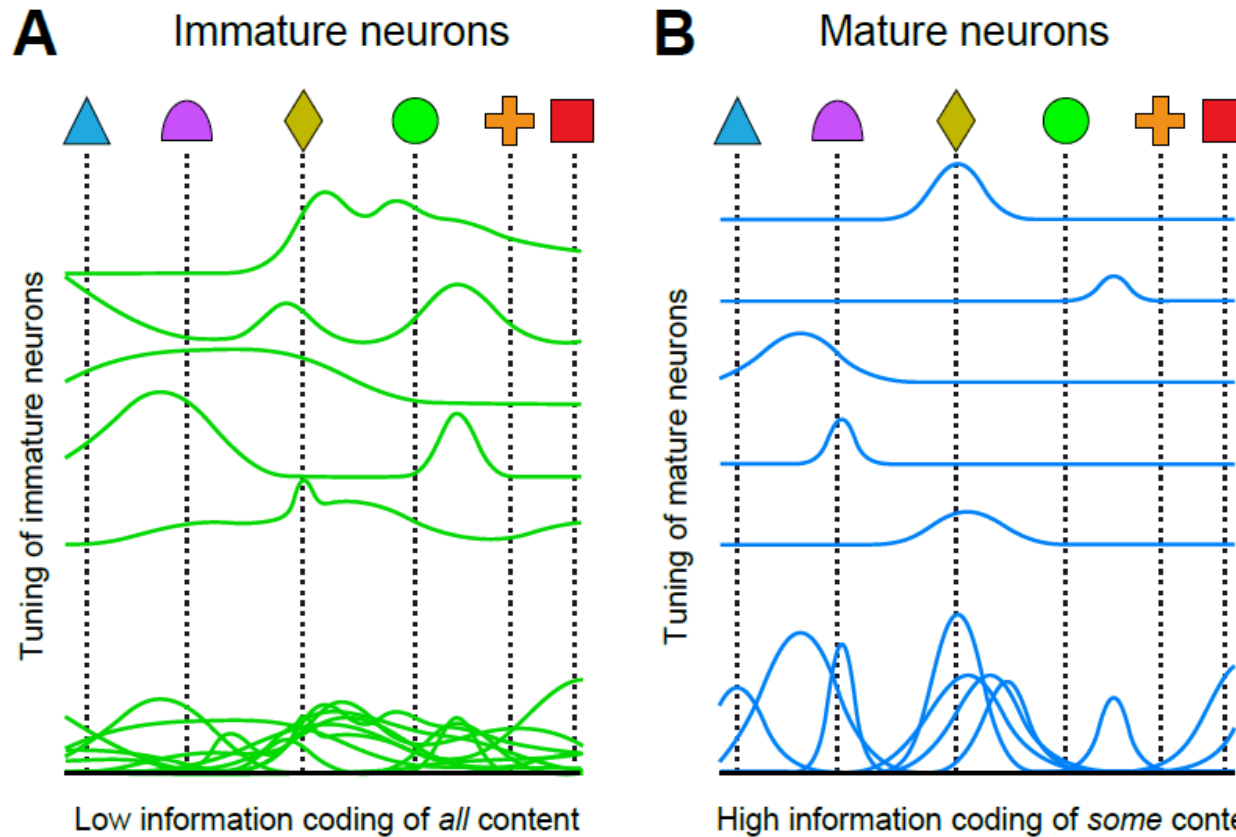 A
Immature neurons
Tuning of immature neurons
Low information coding of all content
B
Mature neurons
Tuning of mature neurons
High information coding of some conte